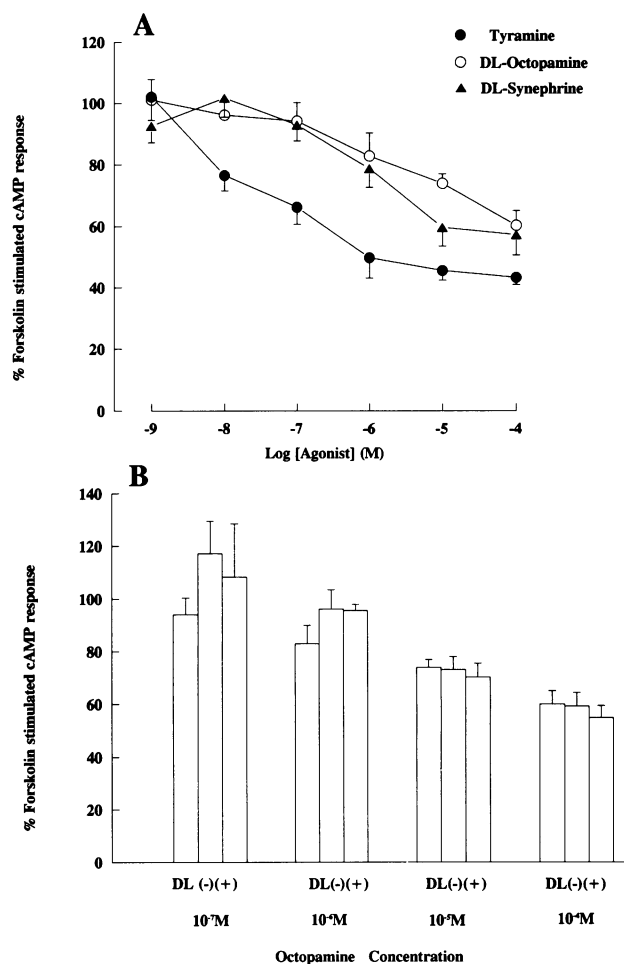 A
Tyramine
DL-Octopamine
DL-Synephrine
% Forskolin stimulated cAMP response
120
100
80
60
40
20
0
-9 -8 -7 -6 -5 -4
Log [Agonist] (M)
B
% Forskolin stimulated cAMP response
140
120
100
80
60
40
20
0
DL (-)(+) DL(-)(+) DL(-)(+) DL(-)(+)
10⁻⁷M 10⁻⁶M 10⁻⁵M 10⁻⁴M
Octopamine Concentration